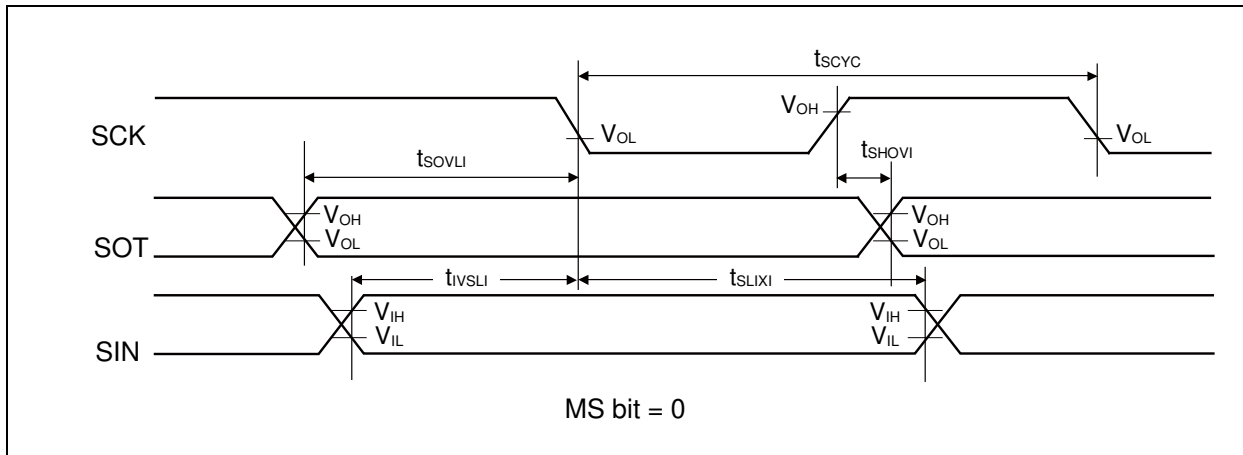 tSCYC
SCK
VOL
VOH
VOL
tSOVLI
tSHOVI
SOT
VOH
VOL
VOH
VOL
tIVSLI
tSLIXI
SIN
VIH
VIL
VIH
VIL
MS bit = 0